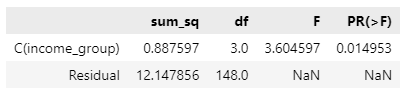 sum_sq df F PR(>F)
C(income_group) 0.887597 3.0 3.604597 0.014953
Residual 12.147856 148.0 NaN NaN